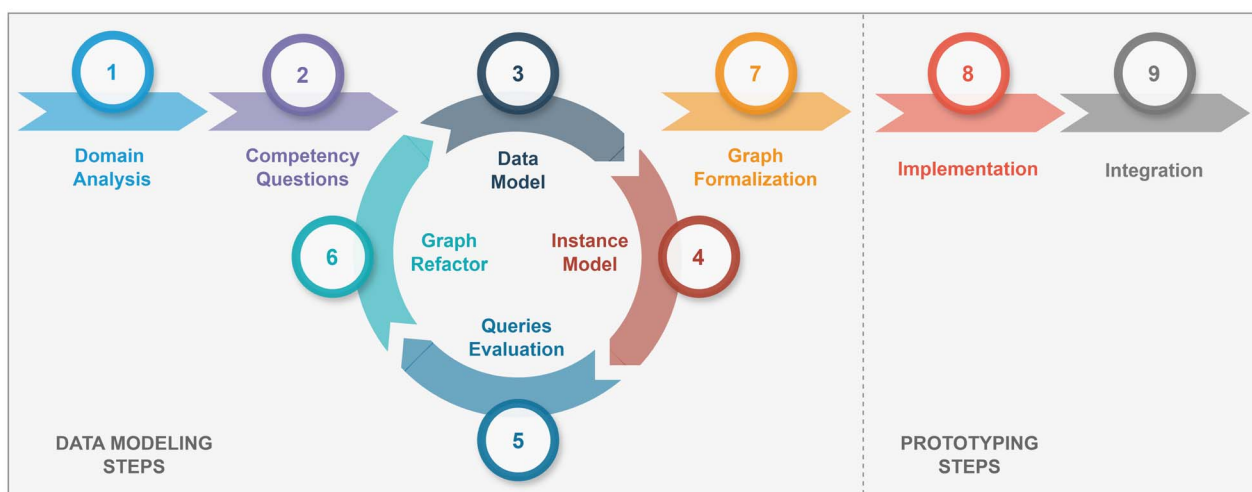 1
Domain
Analysis
2
Competency
Questions
3
Data
Model
4
Instance
Model
5
Queries
Evaluation
6
Graph
Refactor
7
Graph
Formalization
8
Implementation
9
Integration
DATA MODELING
STEPS
PROTOTYPING
STEPS